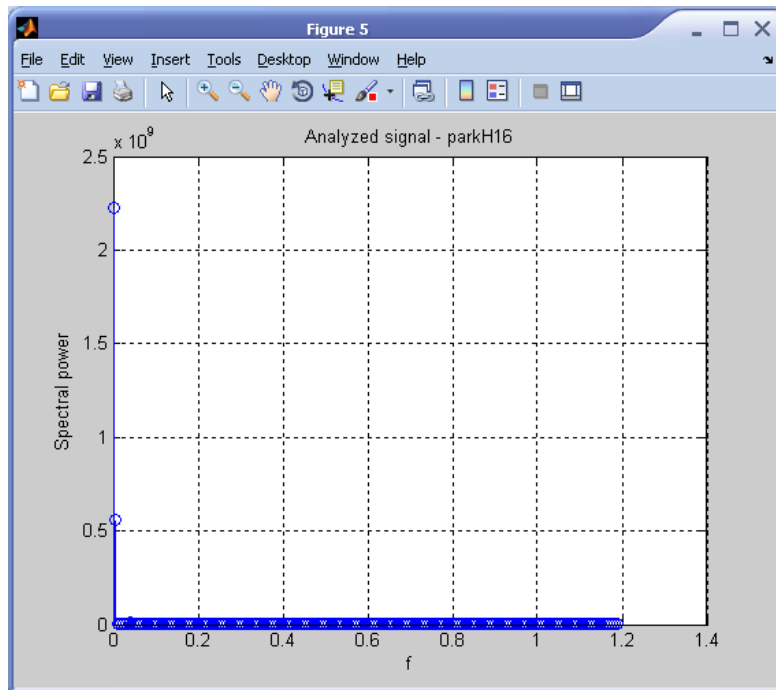 Figure 5
File Edit View Insert Tools Desktop Window Help
x 10^9
Analyzed signal - parkH16
2.5
2
1.5
1
0.5
0
Spectral power
0 0.2 0.4 0.6 0.8 1 1.2 1.4
f